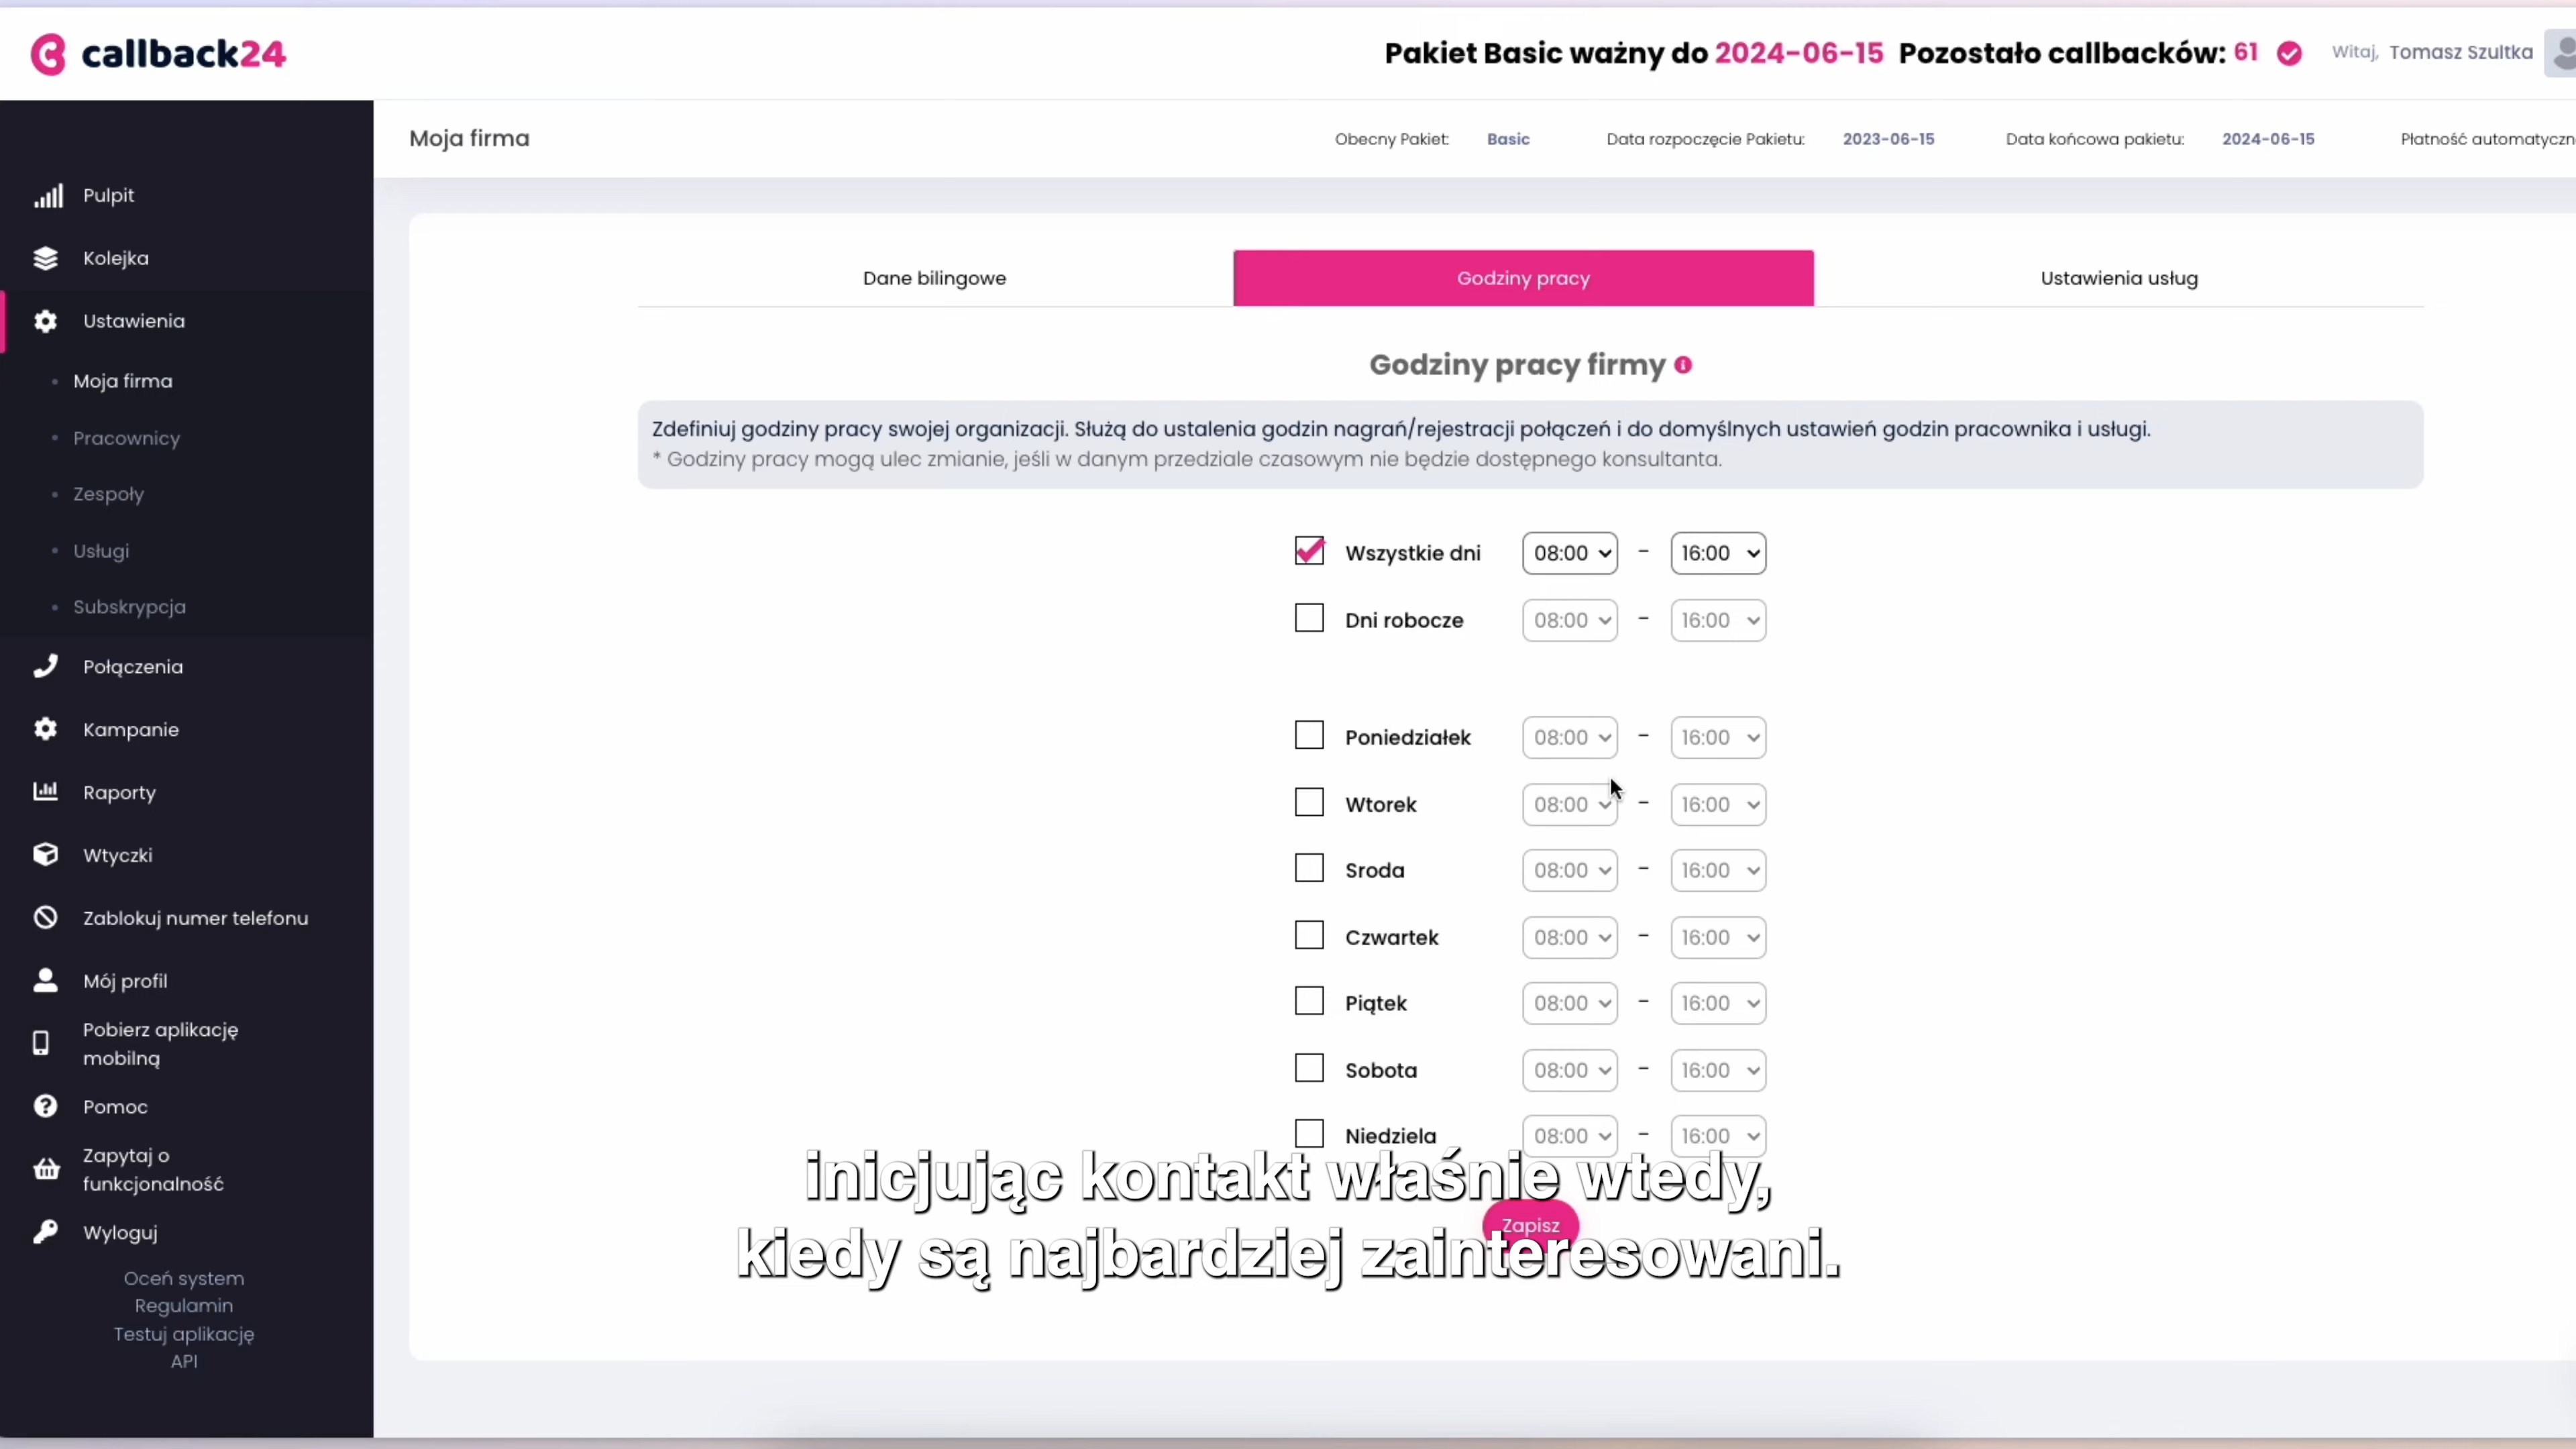 callback24
Pakiet Basic ważny do 2024-06-15 Pozostało callbacków: 61
Witaj, Tomasz Szultka
Moja firma
Obecny Pakiet: Basic
Data rozpoczęcie Pakietu: 2023-06-15
Data końcowa pakietu: 2024-06-15
Płatność automatyczn
Pulpit
Kolejka
Ustawienia
Moja firma
Pracownicy
Zespoły
Usługi
Subskrypcja
Połączenia
Kampanie
Raporty
Wtyczki
Zablokuj numer telefonu
Mój profil
Pobierz aplikację
mobilną
Pomoc
Zapytaj o
funkcjonalność
Wyloguj
Oceń system
Regulamin
Testuj aplikację
API
Dane bilingowe
Godziny pracy
Ustawienia usług
Godziny pracy firmy
Zdefiniuj godziny pracy swojej organizacji. Służą do ustalenia godzin nagrań/rejestracji połączeń i do domyślnych ustawień godzin pracownika i usługi.
* Godziny pracy mogą ulec zmianie, jeśli w danym przedziale czasowym nie będzie dostępnego konsultanta.
Wszystkie dni 08:00 - 16:00
Dni robocze 08:00 - 16:00
Poniedziałek 08:00 - 16:00
Wtorek 08:00 - 16:00
Sroda 08:00 - 16:00
Czwartek 08:00 - 16:00
Piątek 08:00 - 16:00
Sobota 08:00 - 16:00
Niedziela 08:00 - 16:00
Zapisz
inicjując kontakt właśnie wtedy,
kiedy są najbardziej zainteresowani.